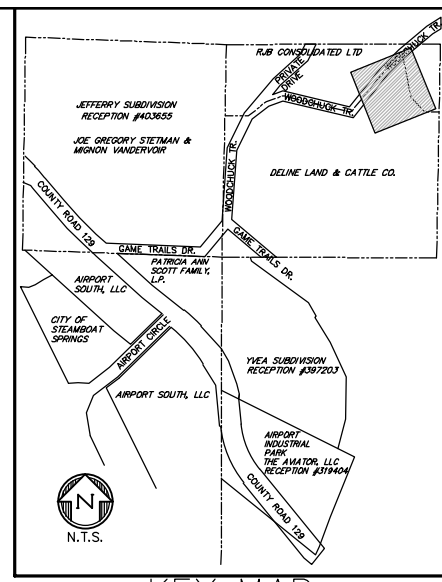 RJB CONSOLIDATED LTD
WOODCHUCK TR.
PRIVATE
DRIVE
WOODCHUCK TR.
JEFFERRY SUBDIVISION
RECEPTION #403655
JOE GREGORY STETMAN &
MIGNON VANDERVOIR
DELINE LAND & CATTLE CO.
WOODCHUCK TR.
COUNTY ROAD 129
GAME TRAILS DR.
GAME TRAILS DR.
PATRICIA ANN
SCOTT FAMILY,
L.P.
AIRPORT
SOUTH, LLC
CITY OF
STEAMBOAT
SPRINGS
AIRPORT CIRCLE
YVEA SUBDIVISION
RECEPTION #397203
AIRPORT SOUTH, LLC
AIRPORT
INDUSTRIAL
PARK
THE AVIATOR, LLC
RECEPTION #319404
COUNTY ROAD 129
N
N.T.S.
KEY MAP